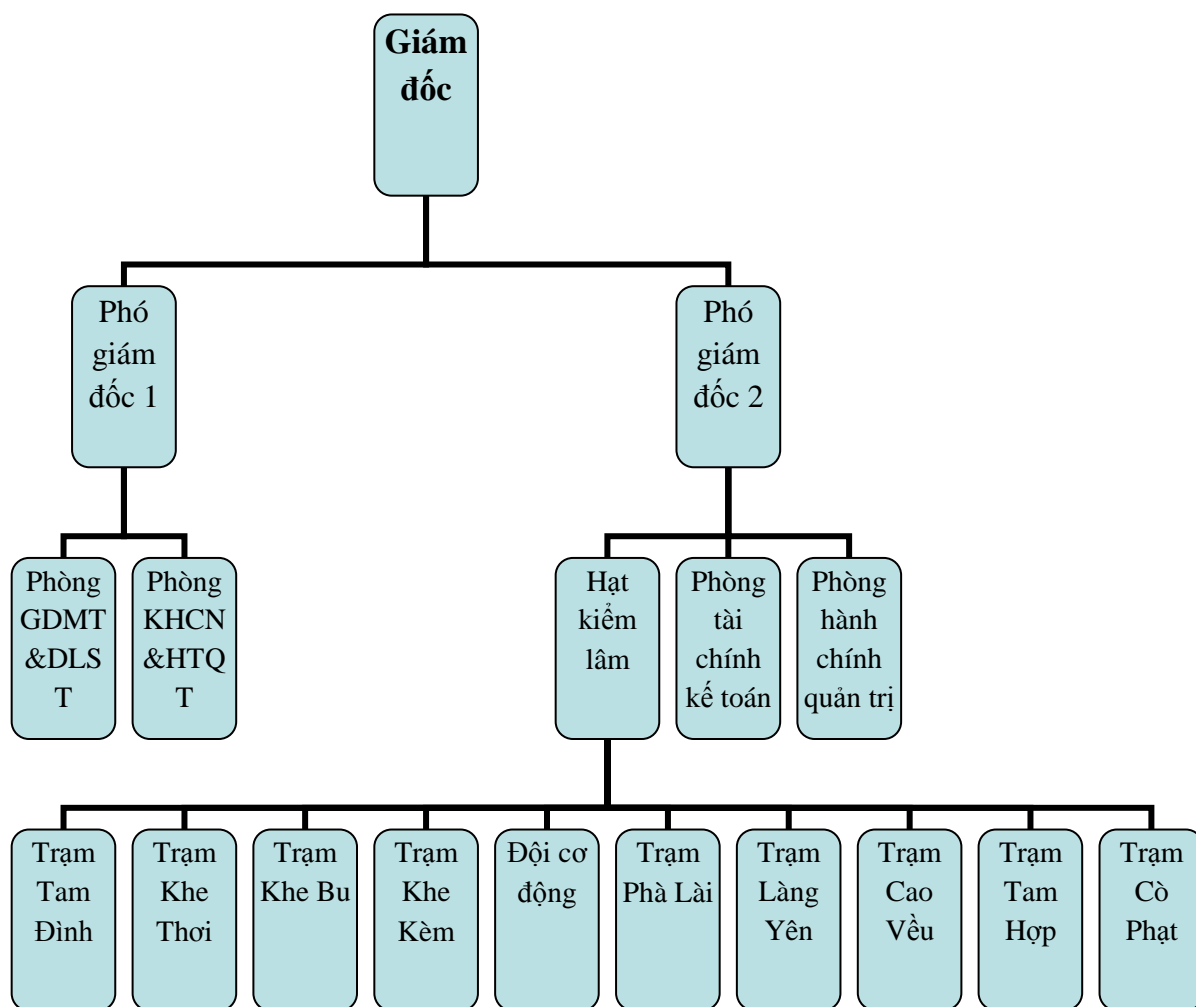 Giám
đốc
Phó
giám
đốc 1
Phó
giám
đốc 2
Phòng
GDMT
&DLS
T
Phòng
KHCN
&HTQ
T
Hạt
kiểm
lâm
Phòng
tài
chính
kế toán
Phòng
hành
chính
quản trị
Trạm
Tam
Đình
Trạm
Khe
Thơi
Trạm
Khe Bu
Trạm
Khe
Kèm
Đội cơ
động
Trạm
Phà Lài
Trạm
Làng
Yên
Trạm
Cao
Vều
Trạm
Tam
Hợp
Trạm
Cò
Phạt